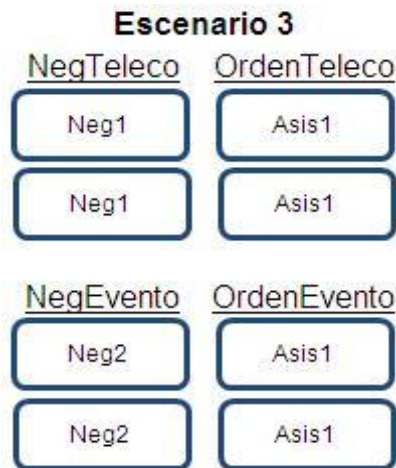 Escenario 3
NegTeleco OrdenTeleco
Neg1 Asis1
Neg1 Asis1
NegEvento OrdenEvento
Neg2 Asis1
Neg2 Asis1